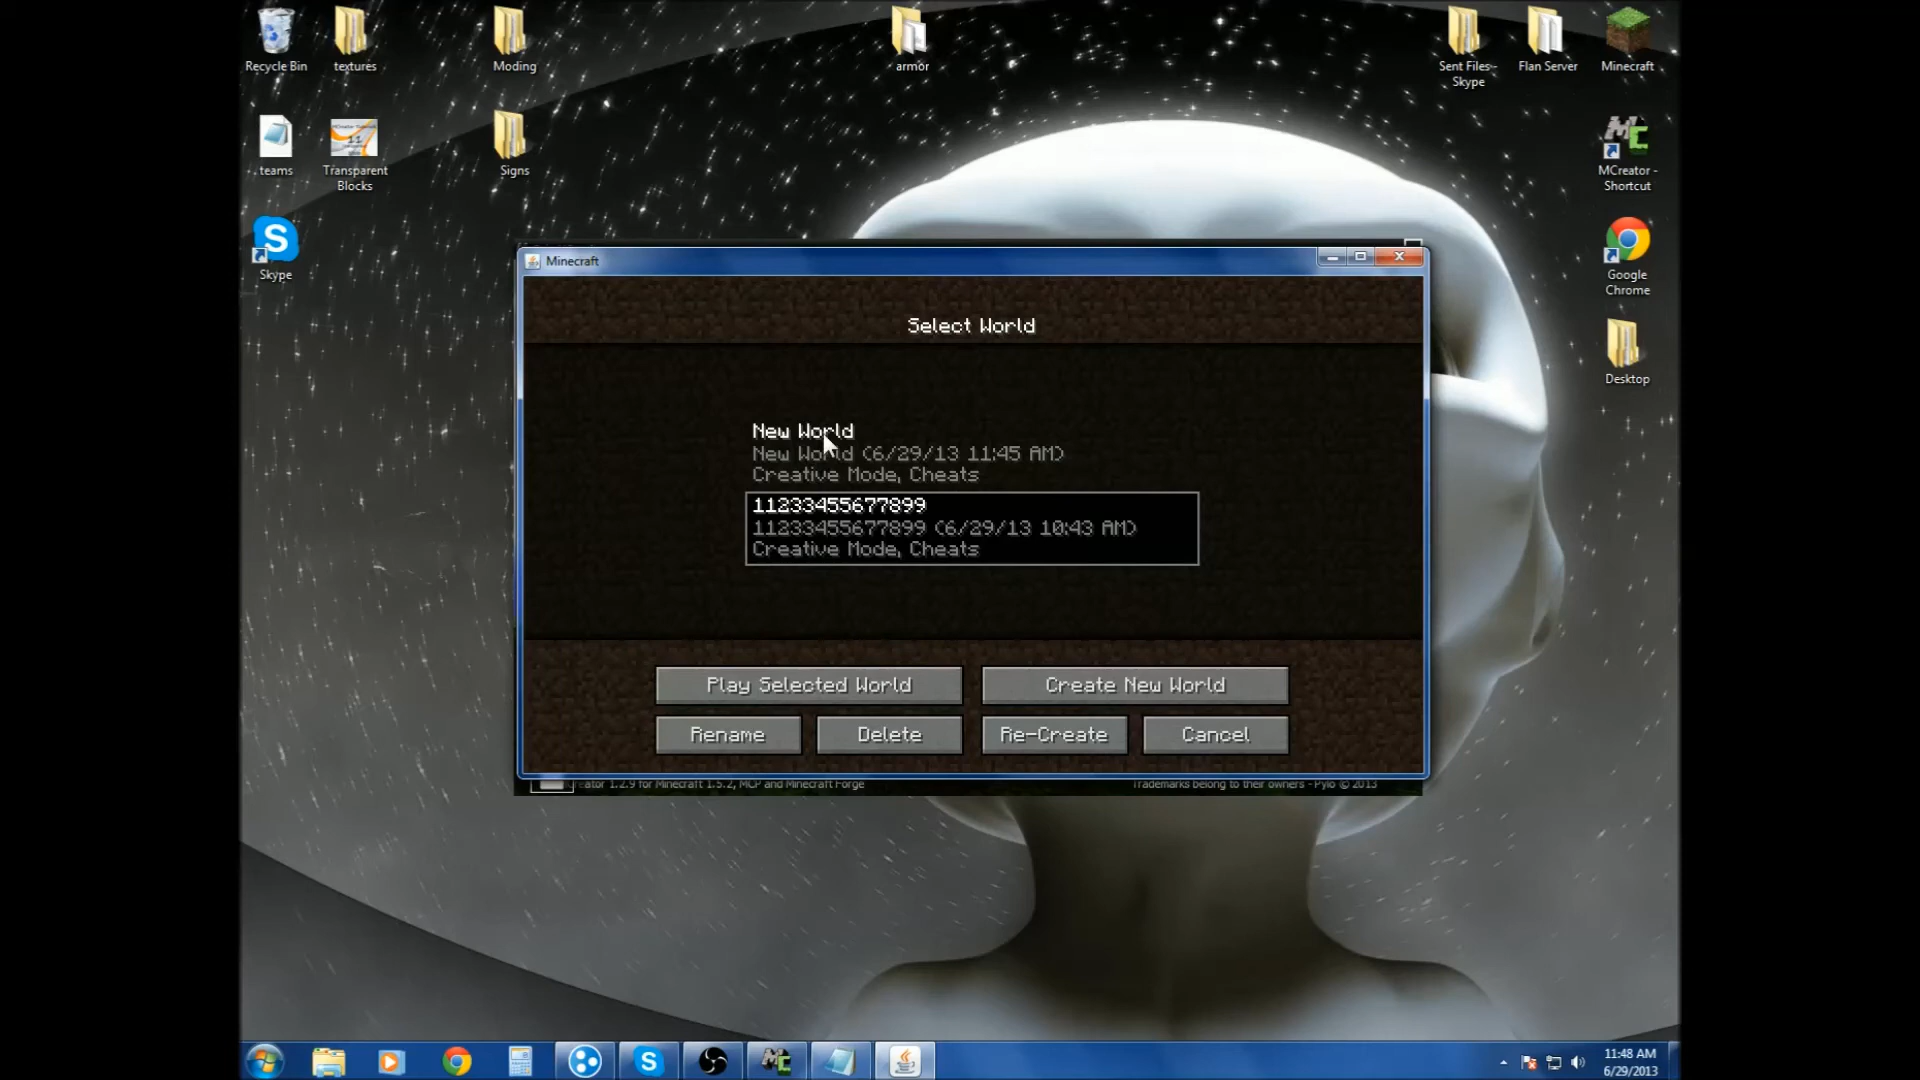 Recycle Bin
textures
Moding
armor
Sent Files -
Skype
Flan Server
Minecraft
teams
Transparent
Blocks
Signs
MCreator -
Shortcut
Skype
Google
Chrome
Desktop
Minecraft
Select World
New World
New World (6/29/13 11:45 AM)
Creative Mode, Cheats
11233455677899
11233455677899 (6/29/13 10:43 AM)
Creative Mode, Cheats
Play Selected World
Create New World
Rename
Delete
Re-Create
Cancel
eator 1.2.9 for Minecraft 1.5.2, MCP and Minecraft Forge
Trademarks belong to their owners - Pylo © 2013
11:48 AM
6/29/2013